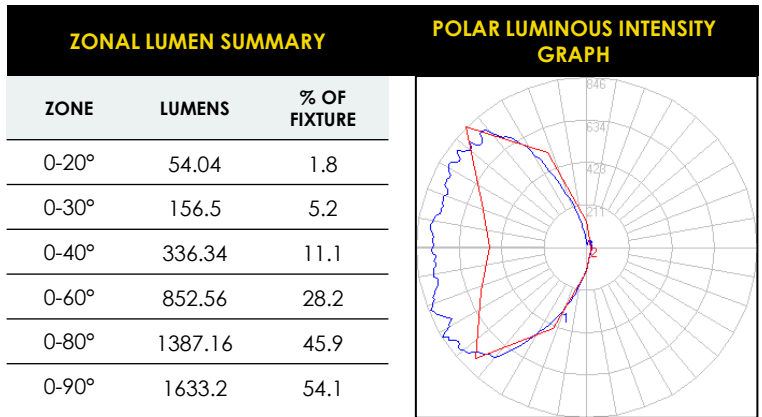 ZONAL LUMEN SUMMARY
POLAR LUMINOUS INTENSITY
GRAPH
ZONE LUMENS % OF
FIXTURE
0-20° 54.04 1.8
0-30° 156.5 5.2
0-40° 336.34 11.1
0-60° 852.56 28.2
0-80° 1387.16 45.9
0-90° 1633.2 54.1
846
634
423
211
2
1